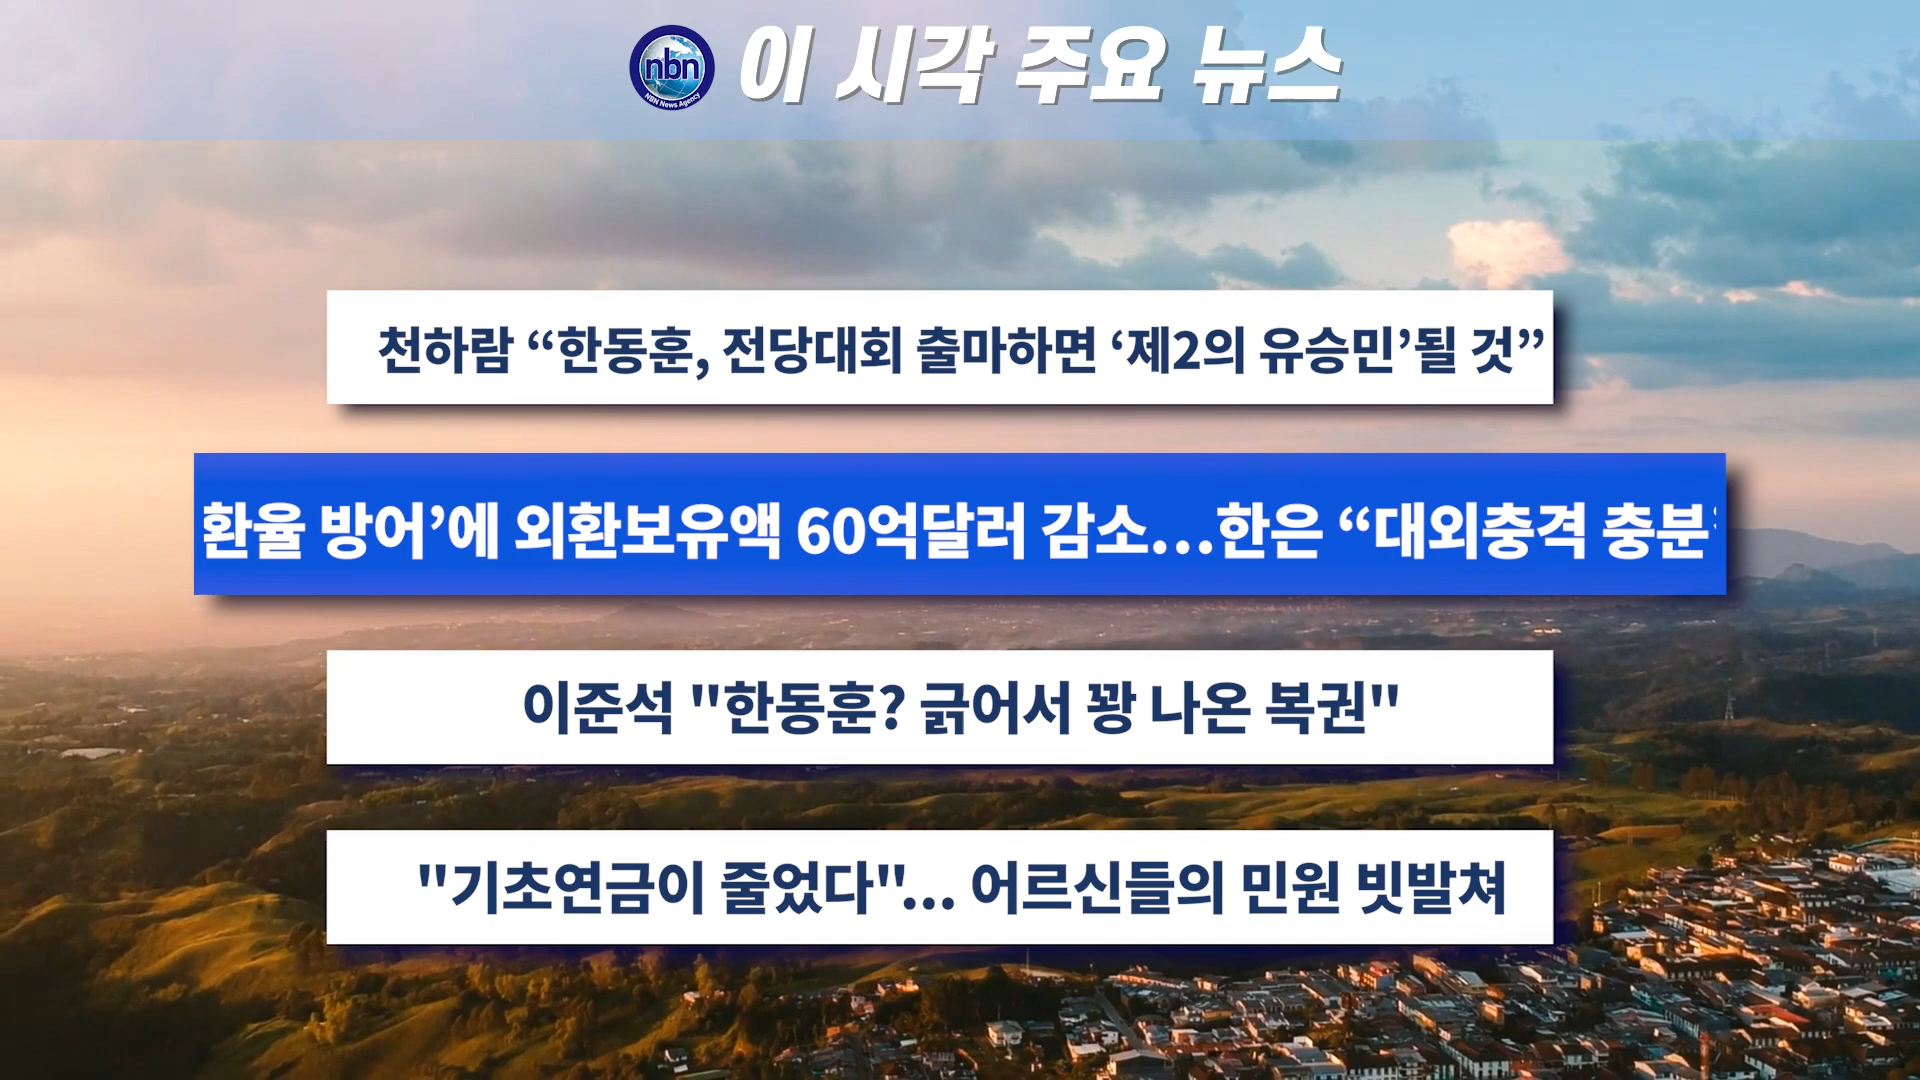 nbn
NBN News Agency
이 시각 주요 뉴스
천하람 “한동훈, 전당대회 출마하면 ‘제2의 유승민’될 것”
환율 방어’에 외환보유액 60억달러 감소…한은 “대외충격 충분
이준석 "한동훈? 긁어서 꽝 나온 복권"
"기초연금이 줄었다"... 어르신들의 민원 빗발쳐